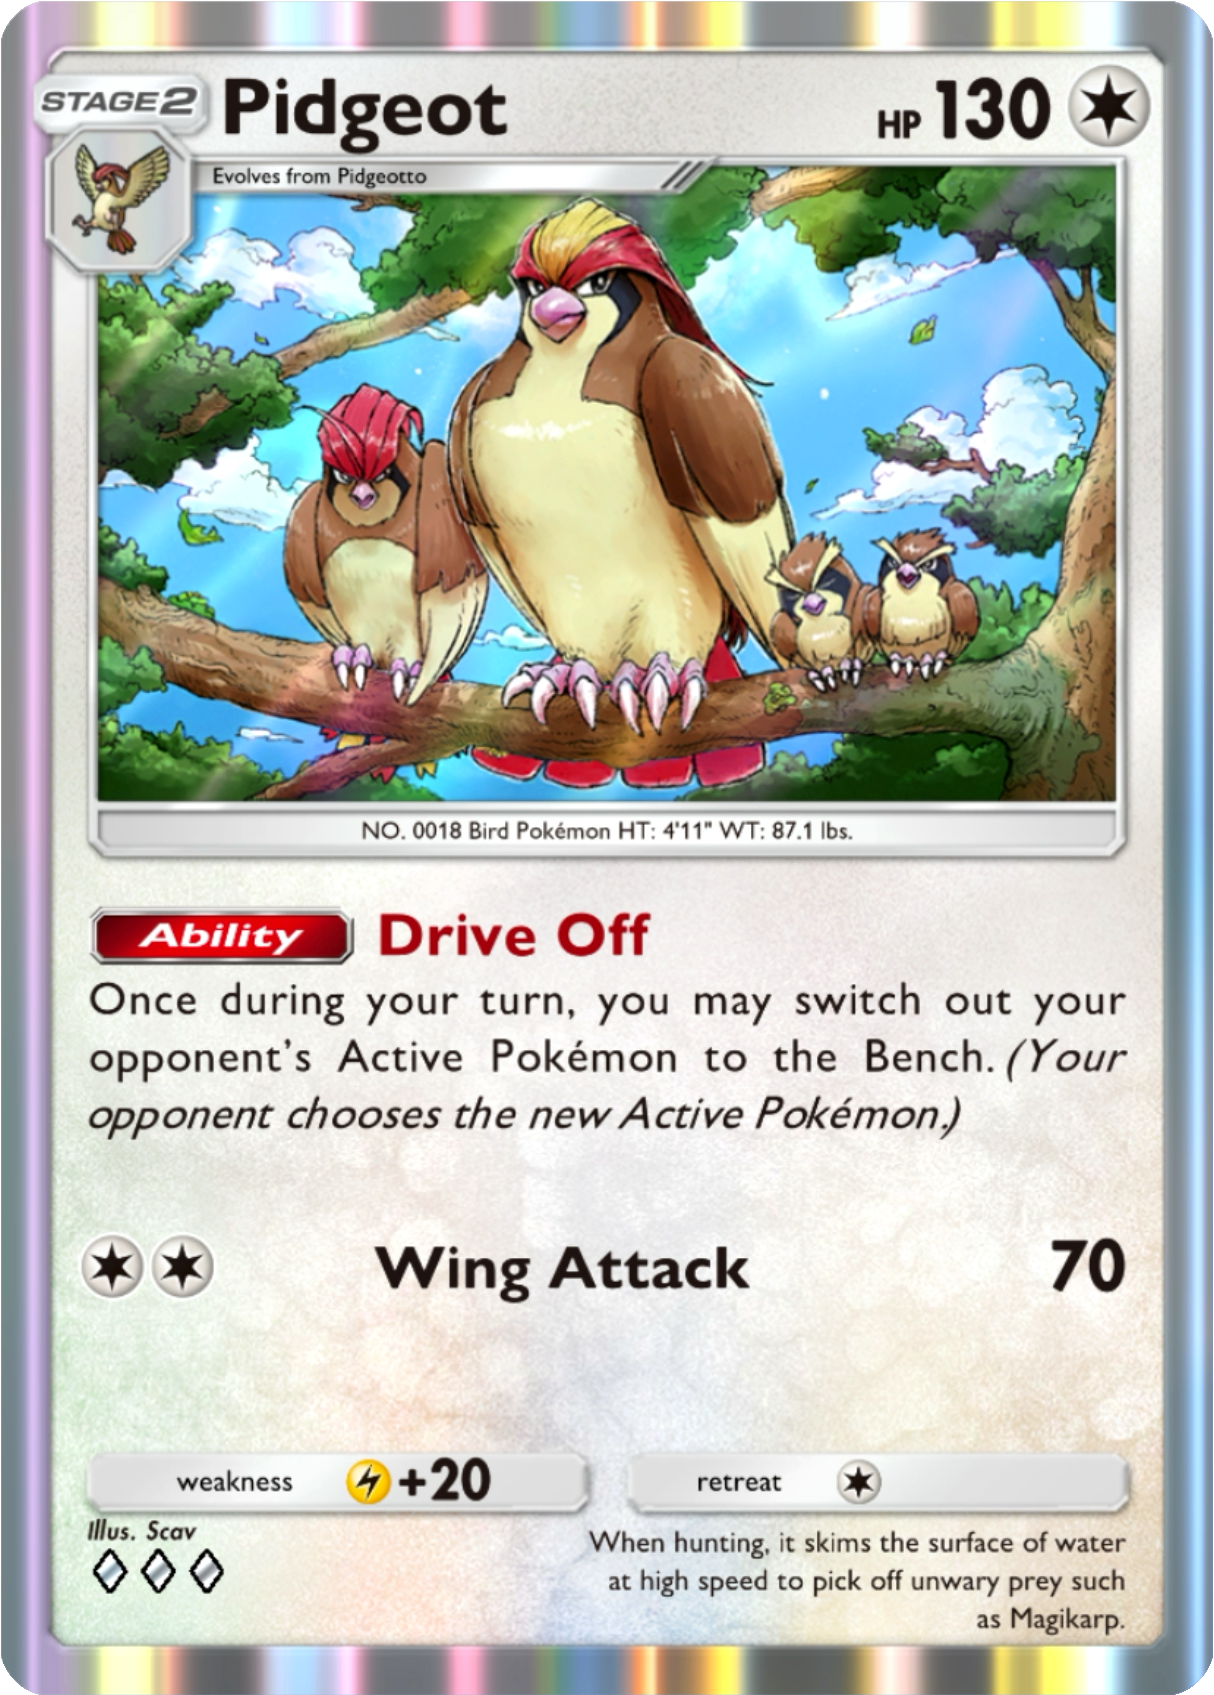 STAGE2
Pidgeot
HP 130
Evolves from Pidgeotto
NO. 0018 Bird Pokémon HT: 4'11" WT: 87.1 lbs.
Ability Drive Off
Once during your turn, you may switch out your
opponent's Active Pokémon to the Bench. (Your
opponent chooses the new Active Pokémon.)
Wing Attack 70
weakness +20
retreat
Illus. Scav
When hunting, it skims the surface of water
at high speed to pick off unwary prey such
as Magikarp.